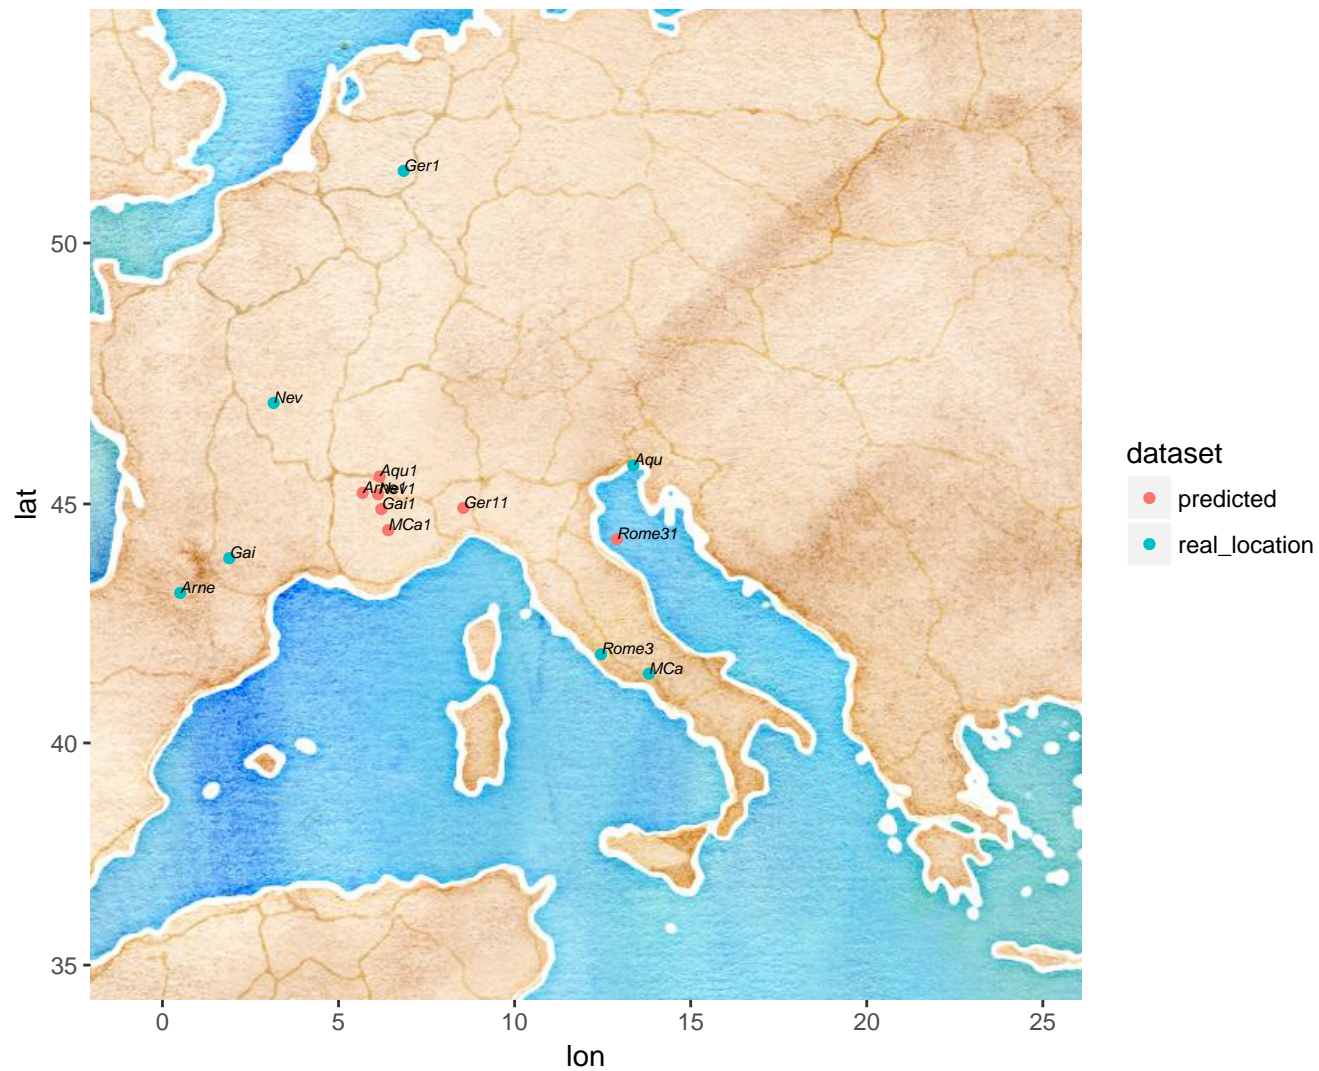 Ger1
50
Nev
Aqu
Aqu1
Arne1
Nev1
45
Gai1
Ger11
MCa1
Rome31
Gai
Arne
Rome3
MCa
40
35
0
5
10
15
20
25
lon
lat
dataset
predicted
real_location